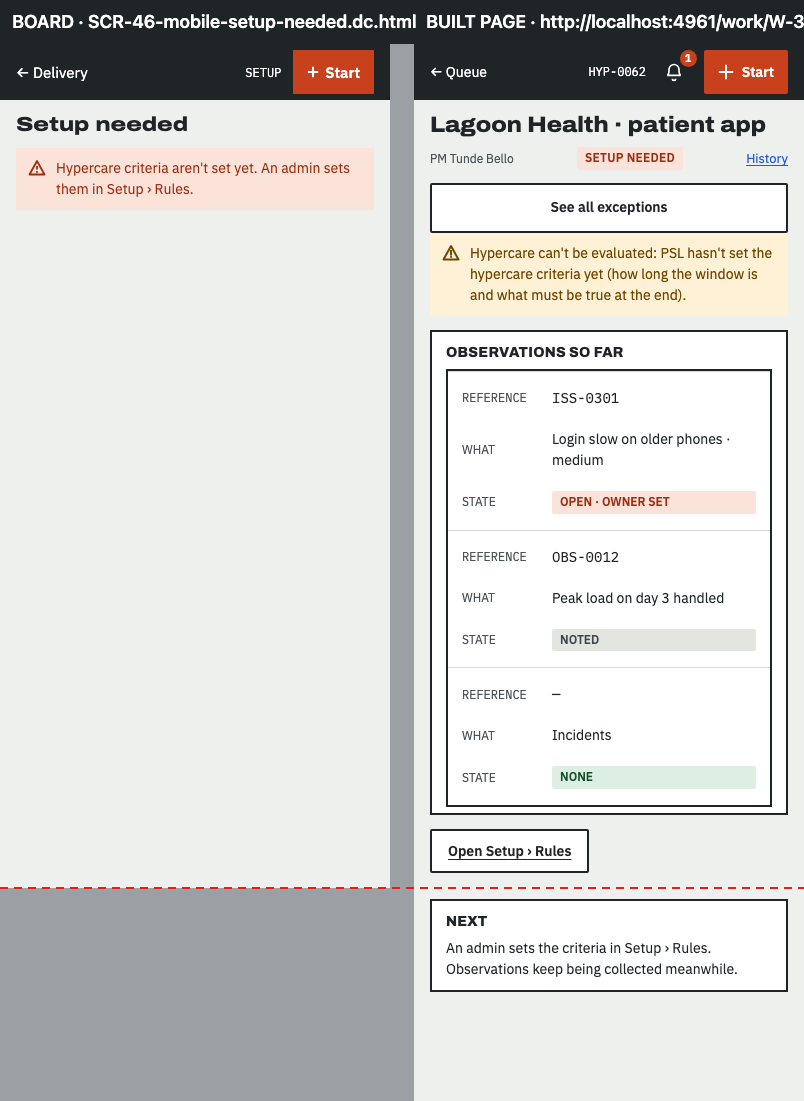 BOARD · SCR-46-mobile-setup-needed.dc.html
← Delivery
SETUP
+ Start
Setup needed
Hypercare criteria aren't set yet. An admin sets
them in Setup › Rules.
BUILT PAGE · http://localhost:4961/work/W-3
← Queue
HYP-0062
1
+ Start
Lagoon Health · patient app
PM Tunde Bello
SETUP NEEDED
History
See all exceptions
Hypercare can't be evaluated: PSL hasn't set the
hypercare criteria yet (how long the window is
and what must be true at the end).
OBSERVATIONS SO FAR
REFERENCE ISS-0301
WHAT Login slow on older phones ·
medium
STATE OPEN · OWNER SET
REFERENCE OBS-0012
WHAT Peak load on day 3 handled
STATE NOTED
REFERENCE —
WHAT Incidents
STATE NONE
Open Setup › Rules
NEXT
An admin sets the criteria in Setup › Rules.
Observations keep being collected meanwhile.